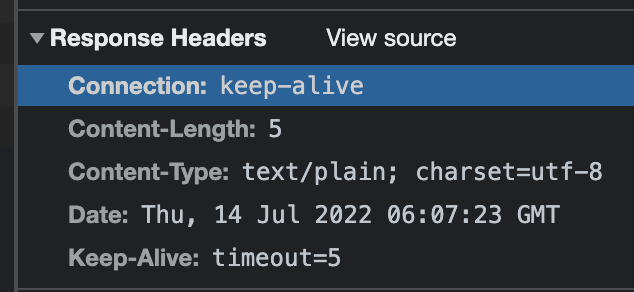 Response Headers View source
Connection: keep-alive
Content-Length: 5
Content-Type: text/plain; charset=utf-8
Date: Thu, 14 Jul 2022 06:07:23 GMT
Keep-Alive: timeout=5